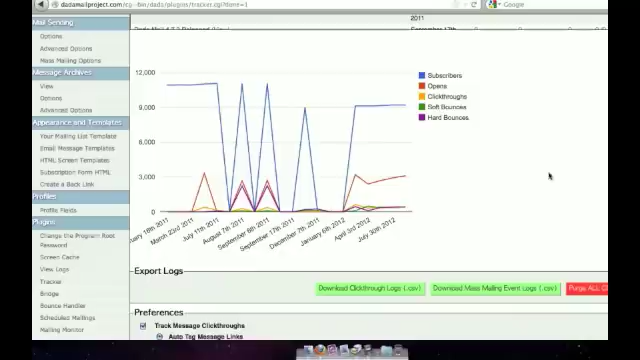 dadamailproject.com/cgi-bin/dada/plugins/tracker.cgi?done=1
Google
Mail Sending
Options
Advanced Options
Mass Mailing Options
Message Archives
View
Options
Advanced Options
Appearance and Templates
Your Mailing List Template
Email Message Templates
HTML Screen Templates
Subscription Form HTML
Create a Back Link
Profiles
Profile Fields
Plugins
Change the Program Root
Password
Screen Cache
View Logs
Tracker
Bridge
Bounce Handler
Scheduled Mailings
Mailing Monitor
2011
12,000
9,000
6,000
3,000
0
Subscribers
Opens
Clickthroughs
Soft Bounces
Hard Bounces
March 23rd 2011
July 11th 2011
August 7th 2011
September 6th 2011
September 17th 2011
December 7th 2011
January 6th 2012
April 3rd 2012
July 30th 2012
Export Logs
Download Clickthrough Logs (.csv)
Download Mass Mailing Event Logs (.csv)
Purge ALL
Preferences
Track Message Clickthroughs
Auto Tag Message Links